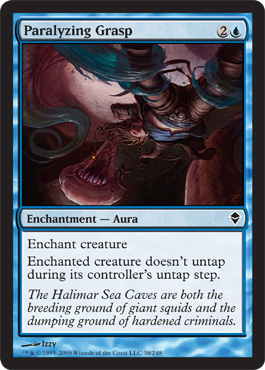 Paralyzing Grasp 2
Enchantment — Aura
Enchant creature
Enchanted creature doesn't untap
during its controller's untap step.
The Halimar Sea Caves are both the
breeding ground of giant squids and the
dumping ground of hardened criminals.
Izzy
™ & © 1993–2009 Wizards of the Coast LLC 58/249